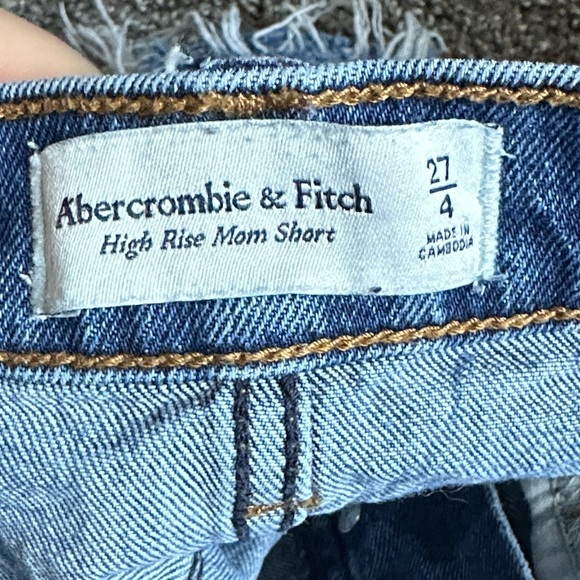 Abercrombie & Fitch
High Rise Mom Short
27
4
MADE IN
CAMBODIA